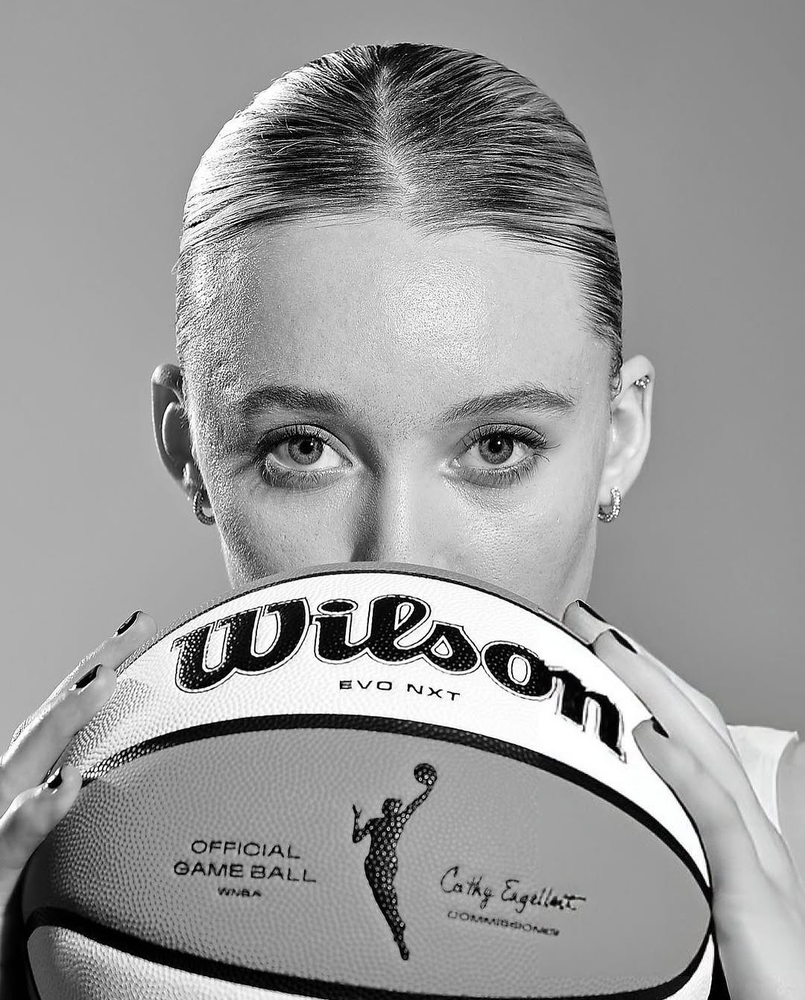 Wilson
EVO NXT
OFFICIAL
GAME BALL
WNBA
Cathy Engelbert
COMMISSIONER